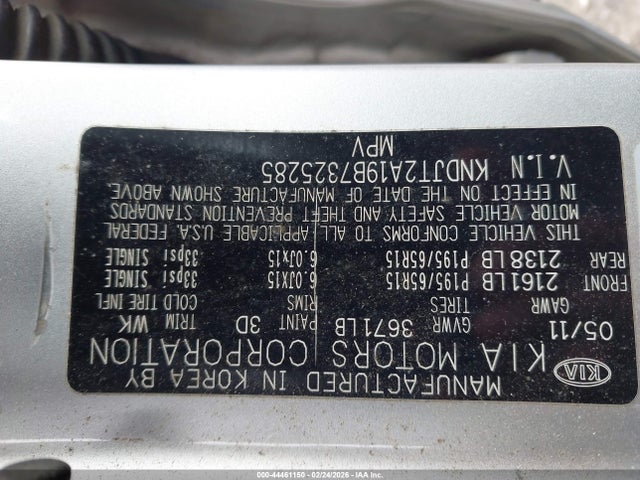 MANUFACTURED IN KOREA BY
KIA KIA MOTORS CORPORATION
05/11 GVWR 3671LB PAINT 3D TRIM WK
GAWR TIRES RIMS COLD TIRE INFL
FRONT 2161LB P195/65R15 6.0JX15 33psi SINGLE
REAR 2138LB P195/65R15 6.0JX15 33psi SINGLE
THIS VEHICLE CONFORMS TO ALL APPLICABLE U.S.A. FEDERAL
MOTOR VEHICLE SAFETY AND THEFT PREVENTION STANDARDS
IN EFFECT ON THE DATE OF MANUFACTURE SHOWN ABOVE
V.I.N KNDJT2A19B7325285
MPV
000-44461150 - 02/24/2026 - IAAI.CA